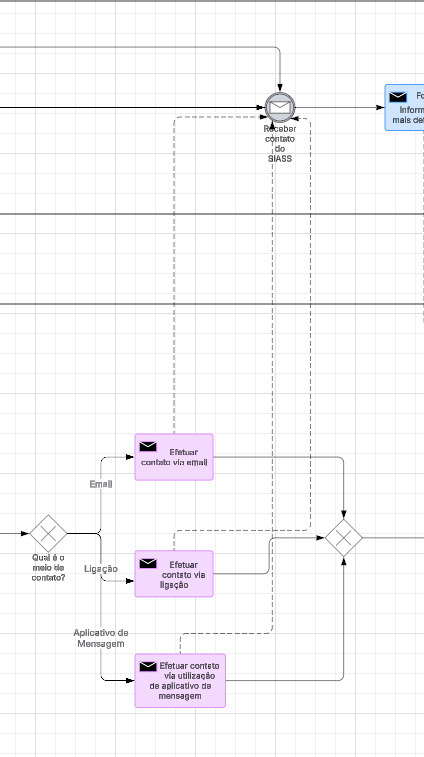 Receber
contato
do
SIASS
Inform
mais det
Efetuar
contato via email
Email
Qual é o
meio de
contato?
Ligação
Efetuar
contato via
ligação
Aplicativo de
Mensagem
Efetuar contato
via utilização
de aplicativo de
mensagem